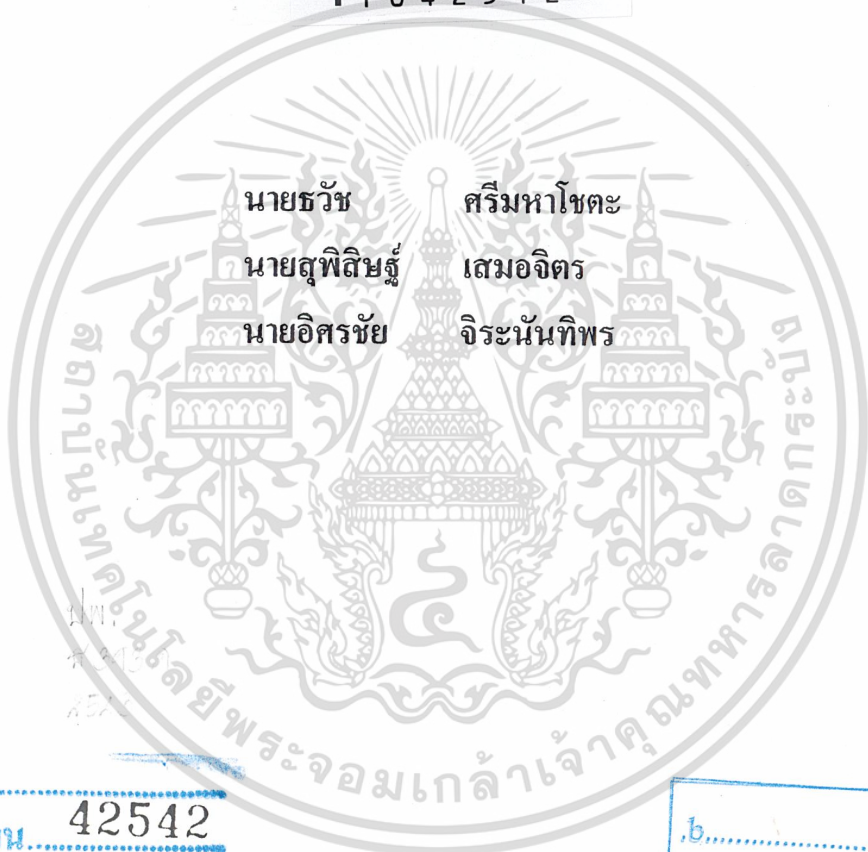 นายธวัช ศรีมหาโชตะ
นายสุพิสิษฐ์ เสมอจิตร
นายอิศรชัย จิระนันทิพร
สถาบันเทคโนโลยีพระจอมเกล้าเจ้าคุณทหารลาดกระบัง
ปพ.
42542
.b